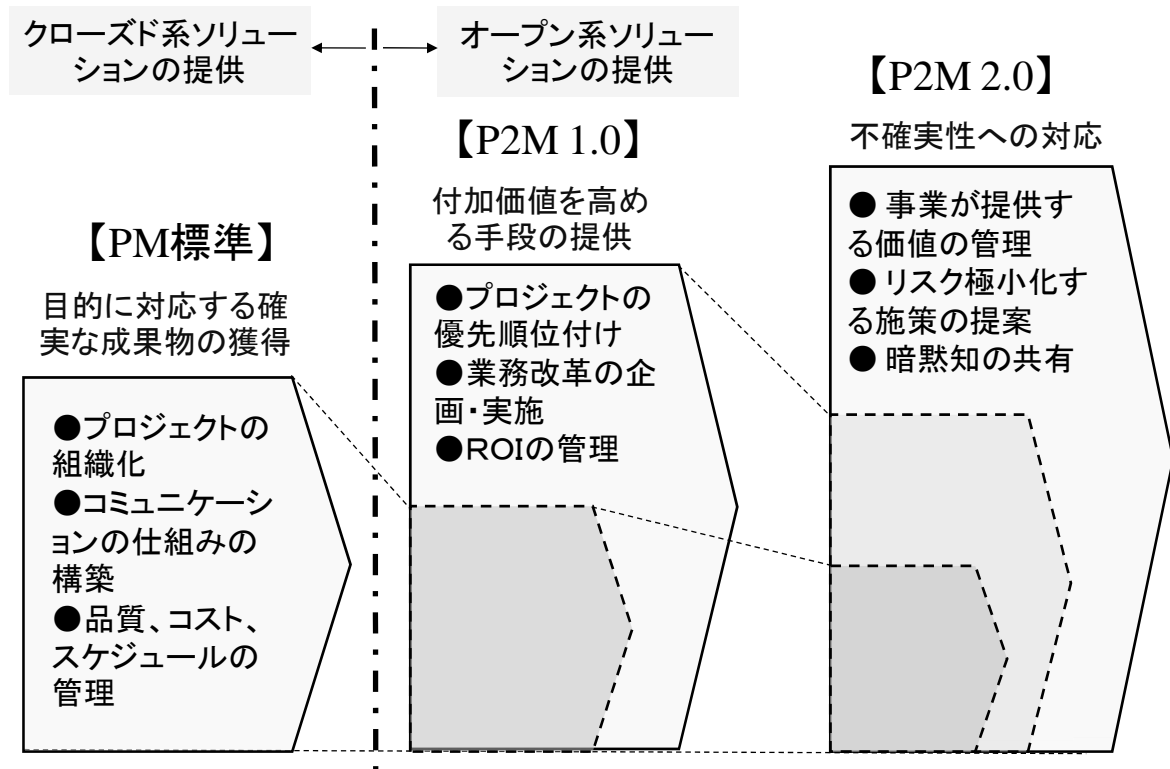 クローズド系ソリュー
ションの提供
オープン系ソリュー
ションの提供
【PM標準】
目的に対応する確
実な成果物の獲得
●プロジェクトの
組織化
●コミュニケーシ
ョンの仕組みの
構築
●品質、コスト、
スケジュールの
管理
【P2M 1.0】
付加価値を高め
る手段の提供
●プロジェクトの
優先順位付け
●業務改革の企
画・実施
●ROIの管理
【P2M 2.0】
不確実性への対応
● 事業が提供す
る価値の管理
● リスク極小化す
る施策の提案
● 暗黙知の共有